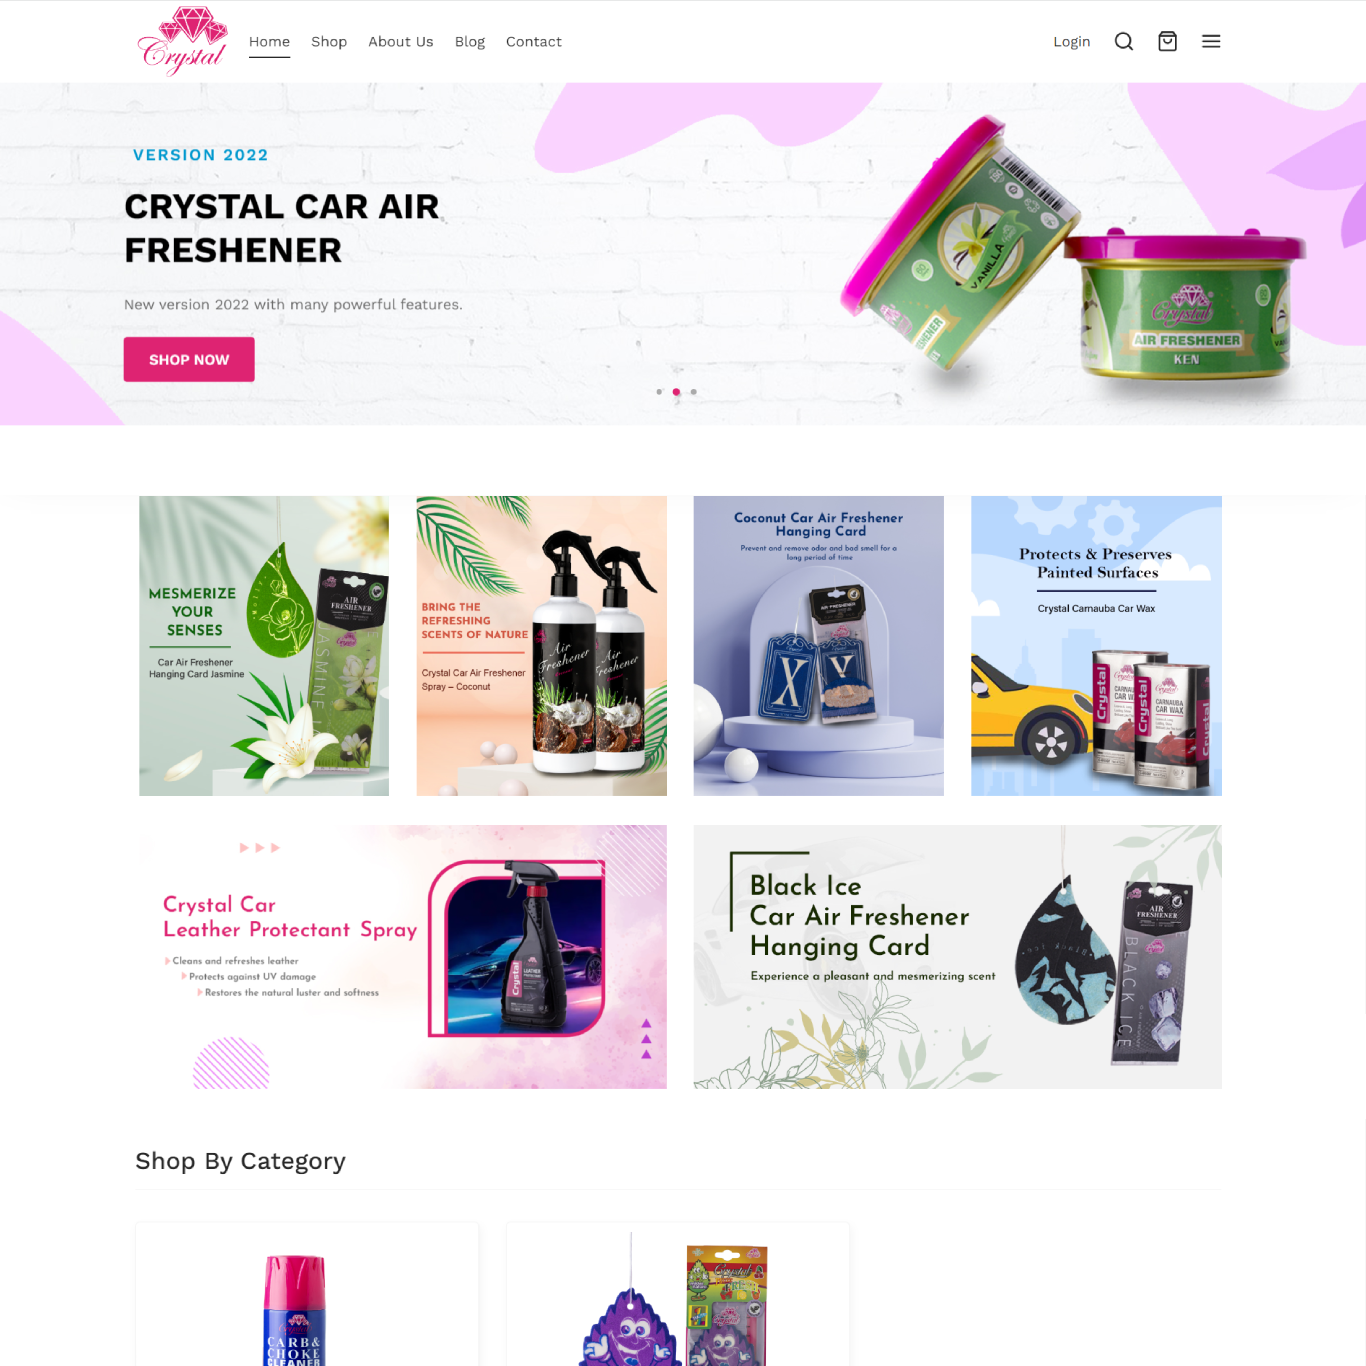 Crystal
Home
Shop
About Us
Blog
Contact
Login
VERSION 2022
CRYSTAL CAR AIR
FRESHENER
New version 2022 with many powerful features.
SHOP NOW
VANILLA
Crystal
AIR FRESHENER
KEN
MESMERIZE
YOUR
SENSES
Car Air Freshener
Hanging Card Jasmine
AIR
FRESHENER
BRING THE
REFRESHING
SCENTS OF NATURE
Crystal Car Air Freshener
Spray – Coconut
Air
Freshener
Air
Freshener
Coconut Car Air Freshener
Hanging Card
Prevent and remove odor and bad smell for a
long period of time
AIR FRESHENER
X
V
Protects & Preserves
Painted Surfaces
Crystal Carnauba Car Wax
Crystal
Crystal
CARNAUBA
CAR WAX
Crystal
Crystal Car
Leather Protectant Spray
Cleans and refreshes leather
Protects against UV damage
Restores the natural luster and softness
Crystal
LEATHER
Black Ice
Car Air Freshener
Hanging Card
Experience a pleasant and mesmerizing scent
Black Ice
AIR
FRESHENER
BLACK ICE
Shop By Category
CARB &
CHOKE
CLEANER
Crystal